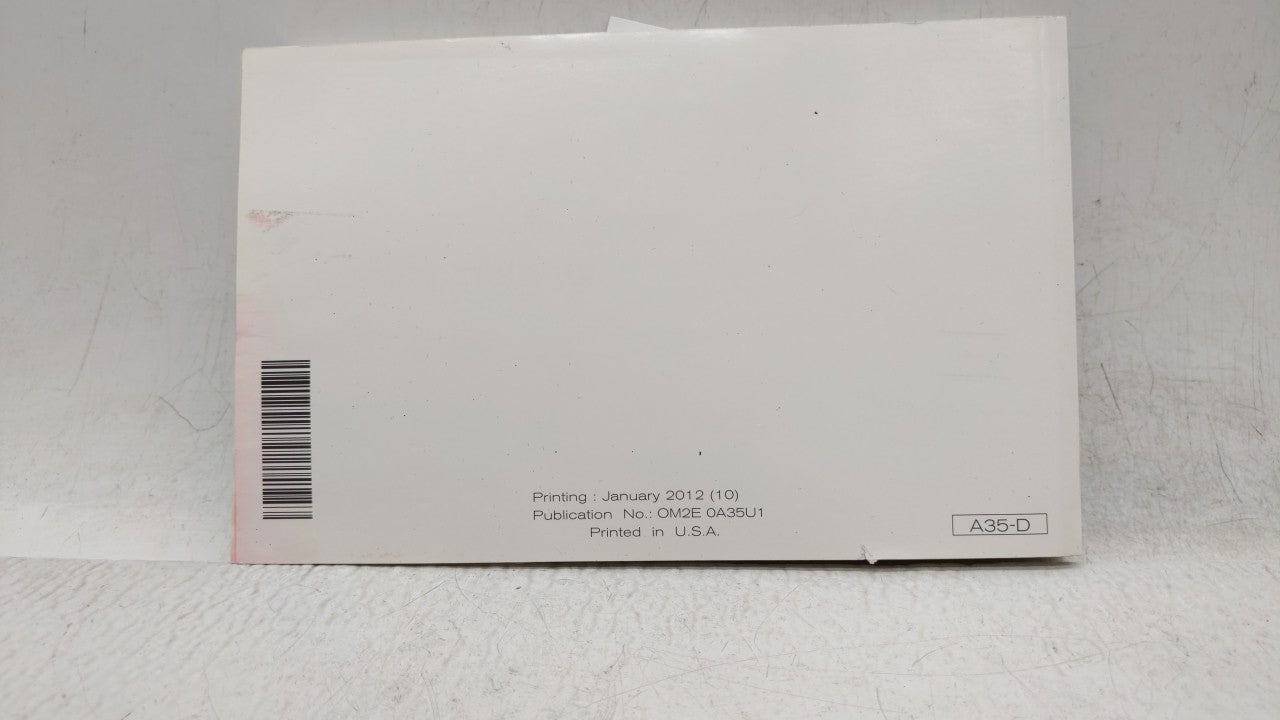 Printing : January 2012 (10)
Publication No.: OM2E 0A35U1
Printed in U.S.A.
A35-D